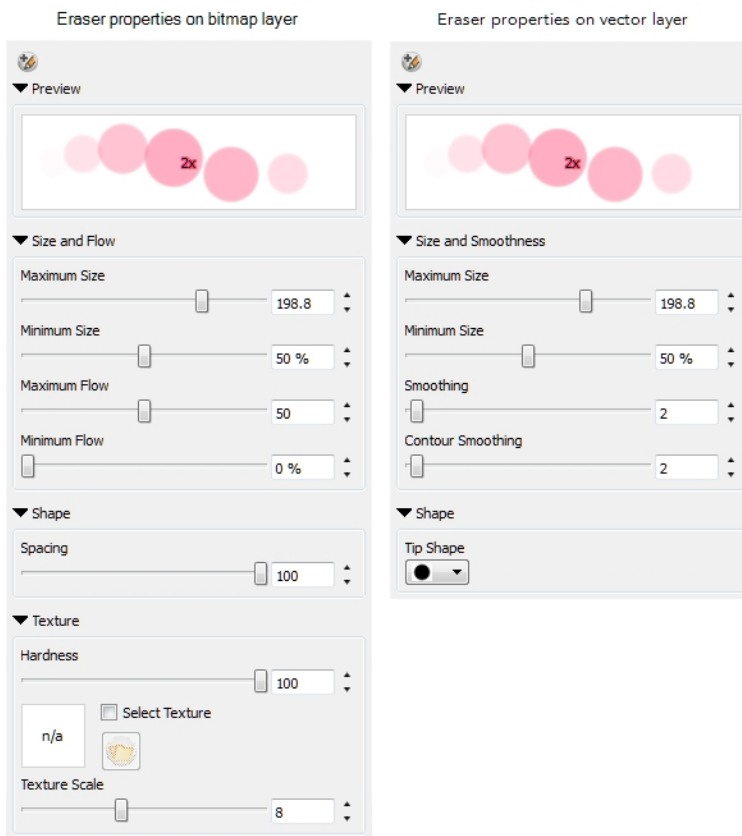 Eraser properties on bitmap layer
Preview
2x
Size and Flow
Maximum Size
198.8
Minimum Size
50 %
Maximum Flow
50
Minimum Flow
0 %
Shape
Spacing
100
Texture
Hardness
100
n/a
Select Texture
Texture Scale
8
Eraser properties on vector layer
Preview
2x
Size and Smoothness
Maximum Size
198.8
Minimum Size
50 %
Smoothing
2
Contour Smoothing
2
Shape
Tip Shape